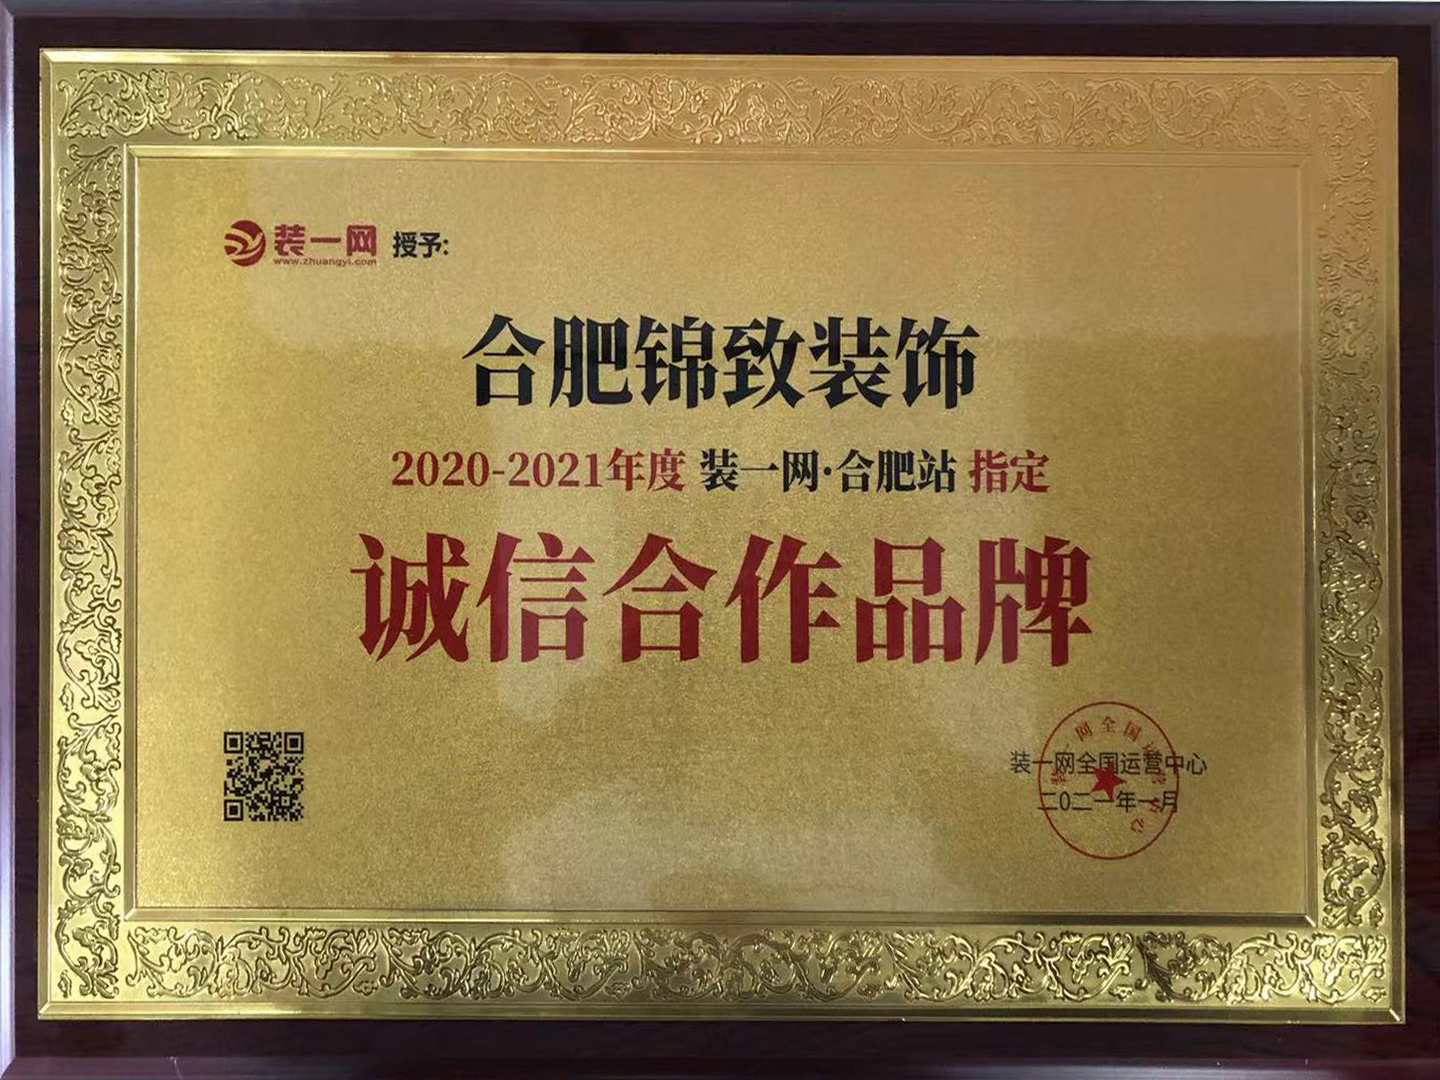 装一网 授予:
www.zhuangyi.com
合肥锦致装饰
2020-2021年度 装一网·合肥站 指定
诚信合作品牌
装一网全国运营中心
二〇二一年一月